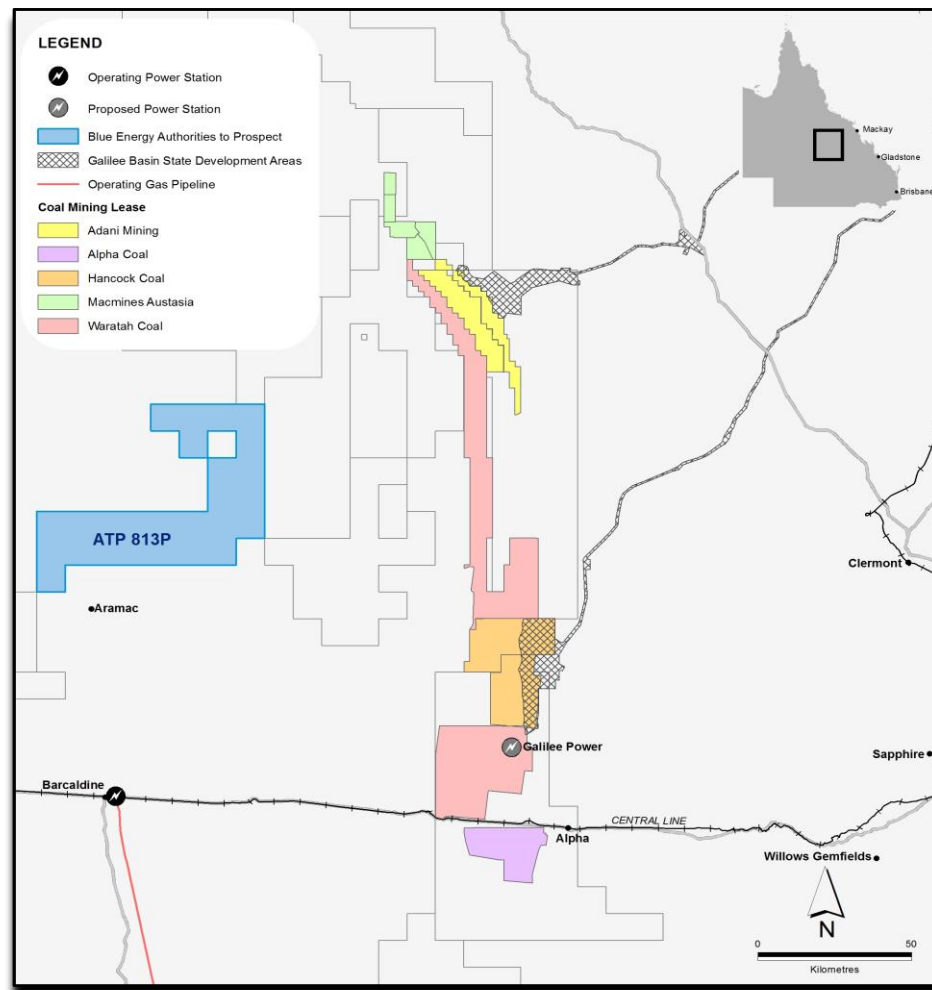 LEGEND
Operating Power Station
Proposed Power Station
Blue Energy Authorities to Prospect
Galilee Basin State Development Areas
Operating Gas Pipeline
Coal Mining Lease
Adani Mining
Alpha Coal
Hancock Coal
Macmines Austasia
Waratah Coal
Mackay
Gladstone
Brisbane
ATP 813P
Aramac
Clermont
Galilee Power
Sapphire
Barcaldine
CENTRAL LINE
Alpha
Willows Gemfields
N
0 50
Kilometres